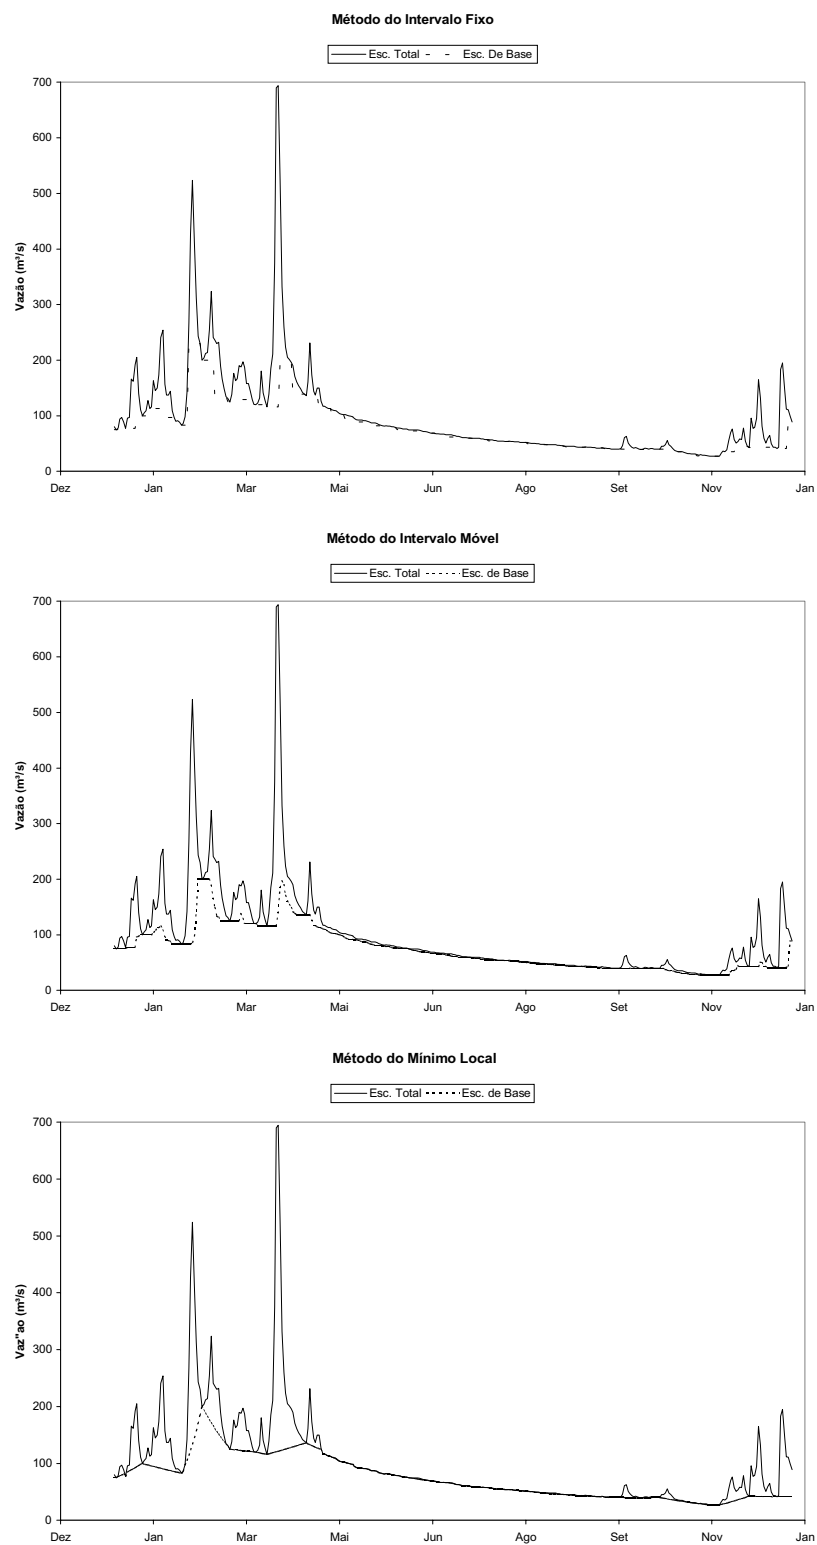 Método do Intervalo Fixo
Esc. Total Esc. De Base
700
600
500
400
300
200
100
0
Vazão (m³/s)
Dez Jan Mar Mai Jun Ago Set Nov Jan
Método do Intervalo Móvel
Esc. Total Esc. de Base
700
600
500
400
300
200
100
0
Vazão (m³/s)
Dez Jan Mar Mai Jun Ago Set Nov Jan
Método do Mínimo Local
Esc. Total Esc. de Base
700
600
500
400
300
200
100
0
Vaz"ao (m³/s)
Dez Jan Mar Mai Jun Ago Set Nov Jan